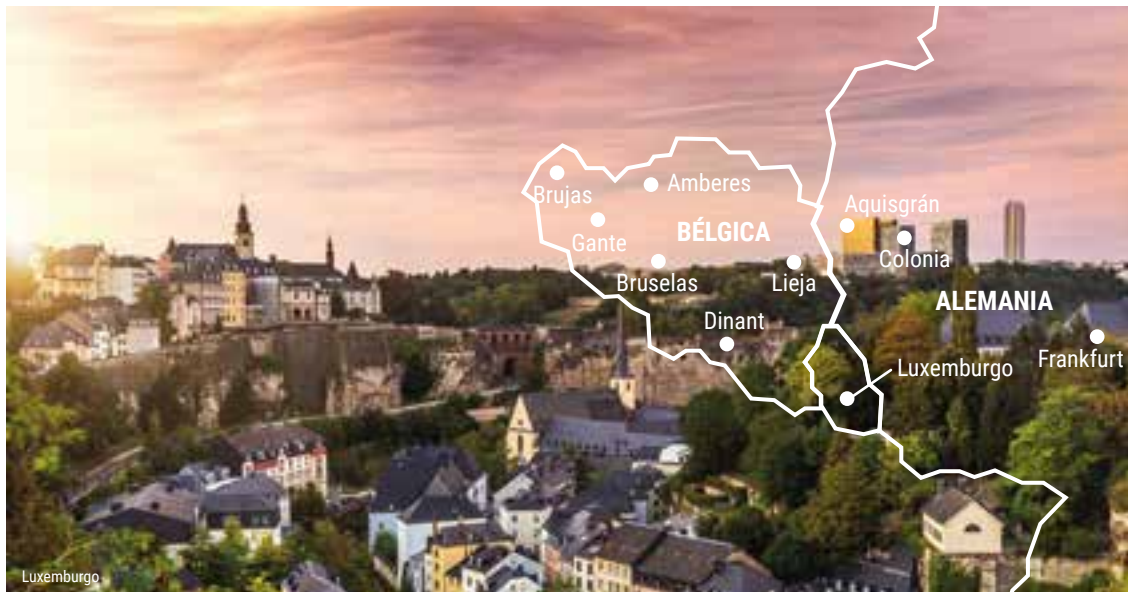 Brujas
Amberes
Aquisgrán
Gante
BÉLGICA
Colonia
Bruselas
Lieja
ALEMANIA
Dinant
Frankfurt
Luxemburgo
Luxemburgo